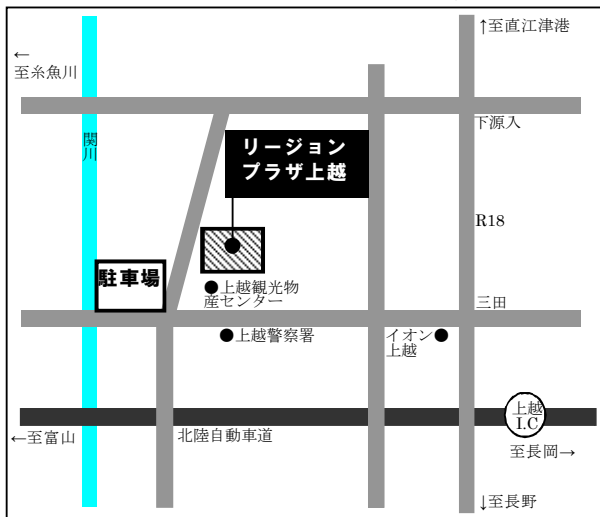 ↑至直江津港
←
至糸魚川
下源入
関川
リージョン
プラザ上越
R18
駐車場
●上越観光物
産センター
三田
●上越警察署
イオン●
上越
上越
I.C
←至富山
北陸自動車道
至長岡→
↓至長野